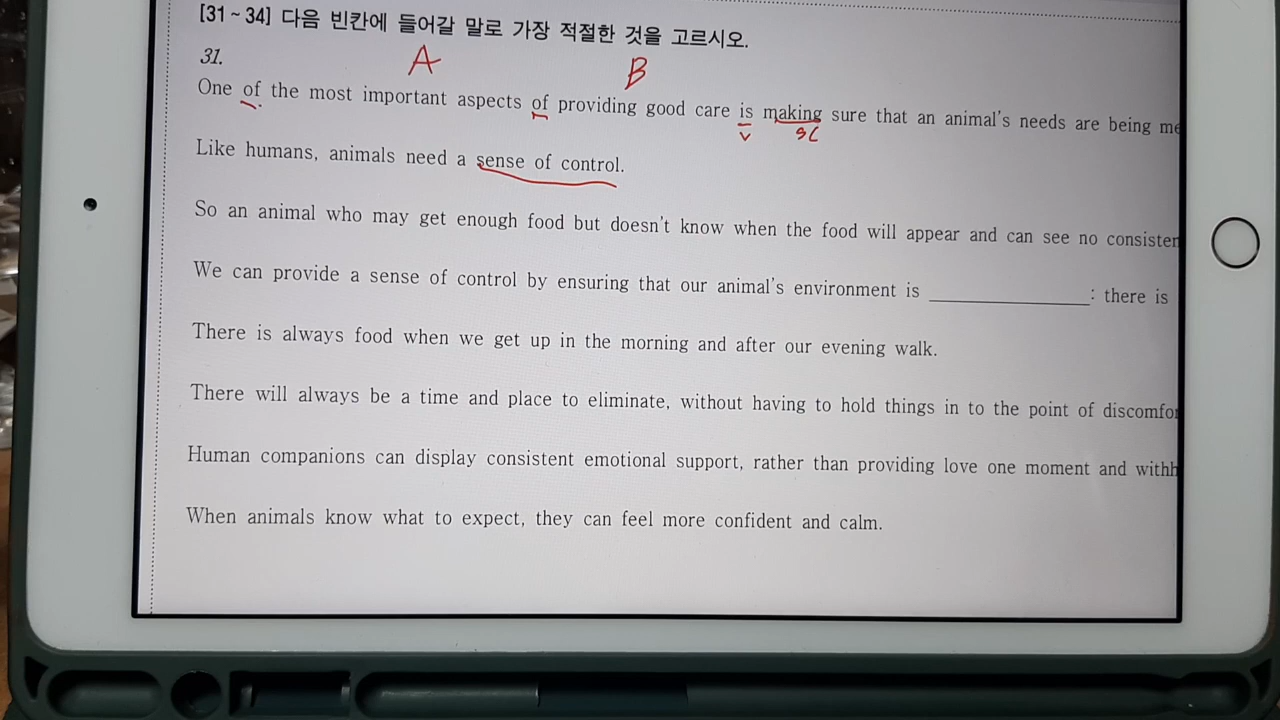 [31~34] 다음 빈칸에 들어갈 말로 가장 적절한 것을 고르시오.
31.
A B
One of the most important aspects of providing good care is making sure that an animal's needs are being
v sc
Like humans, animals need a sense of control.
So an animal who may get enough food but doesn't know when the food will appear and can see no
We can provide a sense of control by ensuring that our animal's environment is ______________: there is
There is always food when we get up in the morning and after our evening walk.
There will always be a time and place to eliminate, without having to hold things in to the point of
Human companions can display consistent emotional support, rather than providing love one moment and
When animals know what to expect, they can feel more confident and calm.